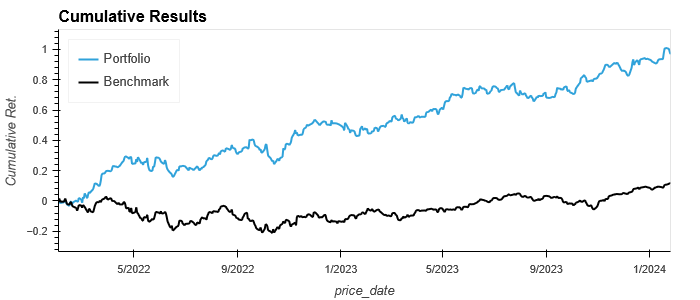 Cumulative Results
Portfolio
Benchmark
Cumulative Ret.
1
0.8
0.6
0.4
0.2
0
−0.2
5/2022 9/2022 1/2023 5/2023 9/2023 1/2024
price_date